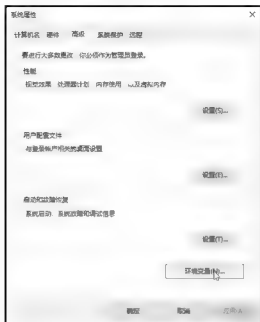 系统属性
计算机名 硬件 高级 系统保护 远程
要进行大多数更改，你必须作为管理员登录。
性能
视觉效果，处理器计划，内存使用，以及虚拟内存
设置(S)...
用户配置文件
与登录帐户相关的桌面设置
设置(E)...
启动和故障恢复
系统启动、系统故障和调试信息
设置(T)...
环境变量(N)...
确定 取消